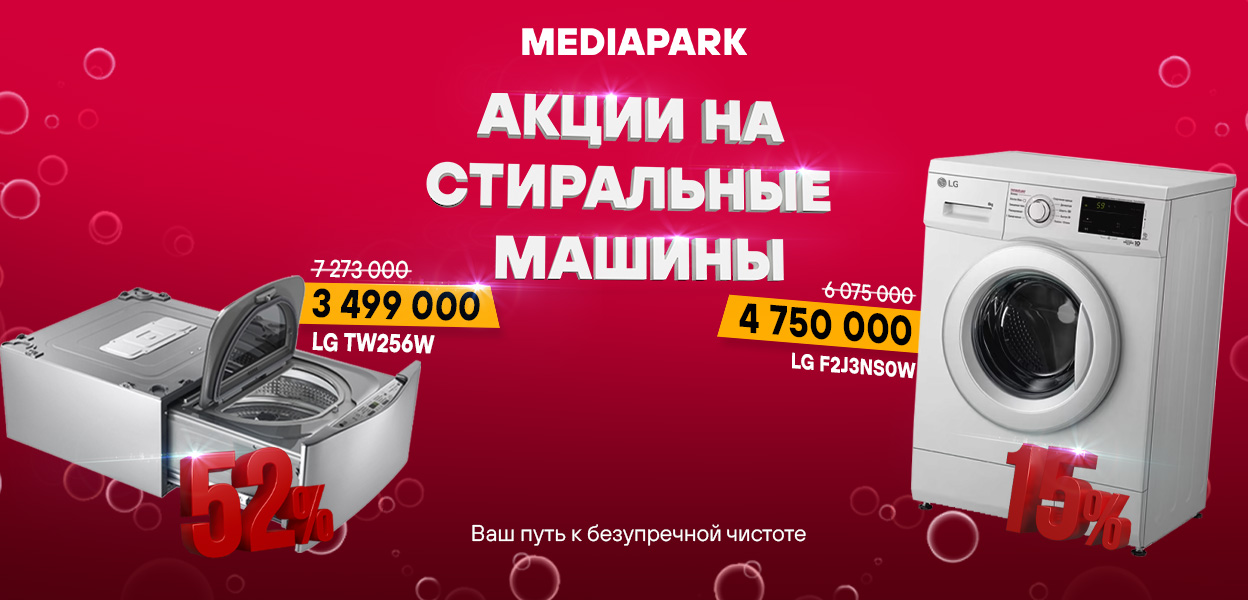 MEDIAPARK
АКЦИИ НА
СТИРАЛЬНЫЕ
МАШИНЫ
7 273 000
3 499 000
LG TW256W
6 075 000
4 750 000
LG F2J3NS0W
LG
52%
15%
Ваш путь к безупречной чистоте